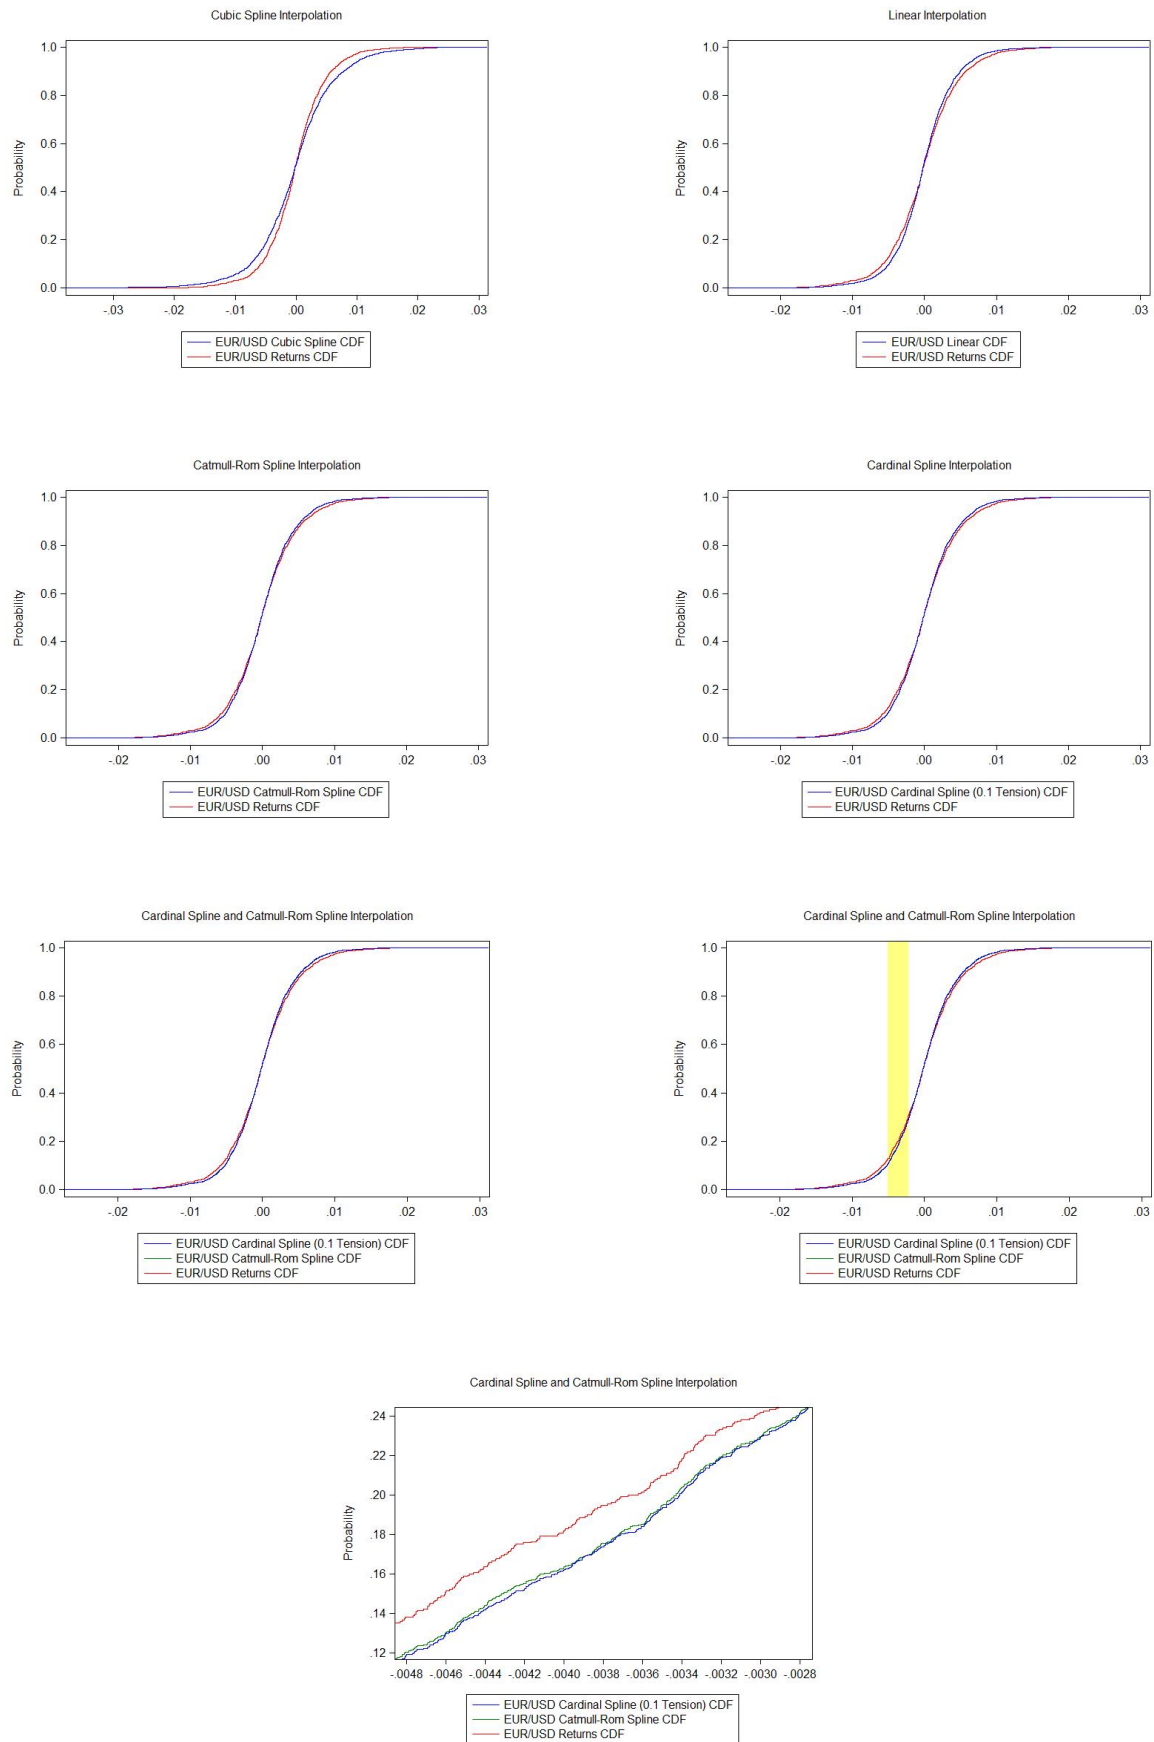 Cubic Spline Interpolation
Probability
1.0
0.8
0.6
0.4
0.2
0.0
-.03 -.02 -.01 .00 .01 .02 .03
EUR/USD Cubic Spline CDF
EUR/USD Returns CDF
Linear Interpolation
Probability
1.0
0.8
0.6
0.4
0.2
0.0
-.02 -.01 .00 .01 .02 .03
EUR/USD Linear CDF
EUR/USD Returns CDF
Catmull-Rom Spline Interpolation
Probability
1.0
0.8
0.6
0.4
0.2
0.0
-.02 -.01 .00 .01 .02 .03
EUR/USD Catmull-Rom Spline CDF
EUR/USD Returns CDF
Cardinal Spline Interpolation
Probability
1.0
0.8
0.6
0.4
0.2
0.0
-.02 -.01 .00 .01 .02 .03
EUR/USD Cardinal Spline (0.1 Tension) CDF
EUR/USD Returns CDF
Cardinal Spline and Catmull-Rom Spline Interpolation
Probability
1.0
0.8
0.6
0.4
0.2
0.0
-.02 -.01 .00 .01 .02 .03
EUR/USD Cardinal Spline (0.1 Tension) CDF
EUR/USD Catmull-Rom Spline CDF
EUR/USD Returns CDF
Cardinal Spline and Catmull-Rom Spline Interpolation
Probability
1.0
0.8
0.6
0.4
0.2
0.0
-.02 -.01 .00 .01 .02 .03
EUR/USD Cardinal Spline (0.1 Tension) CDF
EUR/USD Catmull-Rom Spline CDF
EUR/USD Returns CDF
Cardinal Spline and Catmull-Rom Spline Interpolation
Probability
.24
.22
.20
.18
.16
.14
.12
-.0048 -.0046 -.0044 -.0042 -.0040 -.0038 -.0036 -.0034 -.0032 -.0030 -.0028
EUR/USD Cardinal Spline (0.1 Tension) CDF
EUR/USD Catmull-Rom Spline CDF
EUR/USD Returns CDF